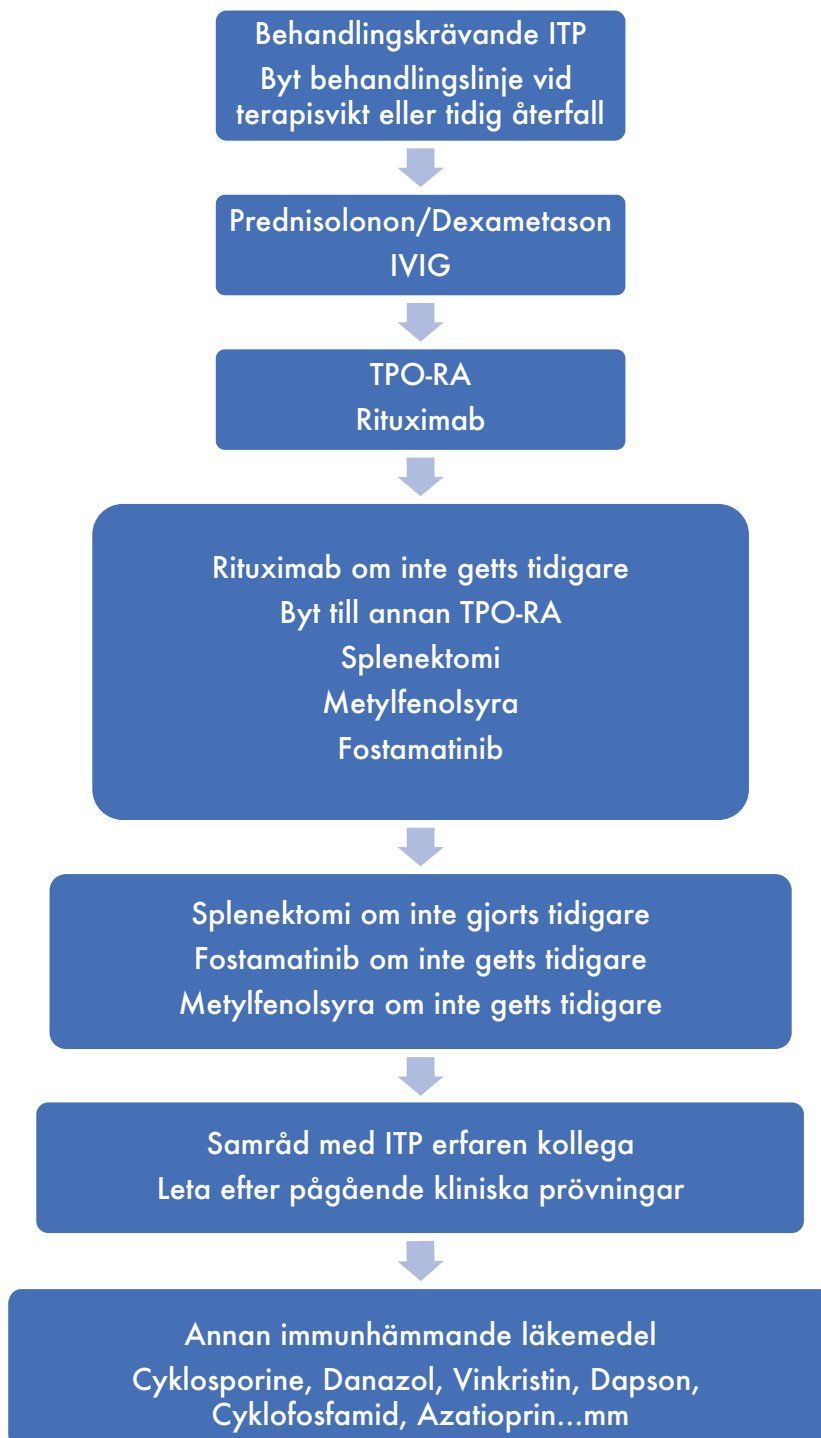 Behandlingskrävande ITP
Byt behandlingslinje vid
terapisvikt eller tidig återfall
Prednisolonon/Dexametason
IVIG
TPO-RA
Rituximab
Rituximab om inte getts tidigare
Byt till annan TPO-RA
Splenektomi
Metylfenolsyra
Fostamatinib
Splenektomi om inte gjorts tidigare
Fostamatinib om inte getts tidigare
Metylfenolsyra om inte getts tidigare
Samråd med ITP erfaren kollega
Leta efter pågående kliniska prövningar
Annan immunhämmande läkemedel
Cyklosporine, Danazol, Vinkristin, Dapson,
Cyklofosfamid, Azatioprin...mm